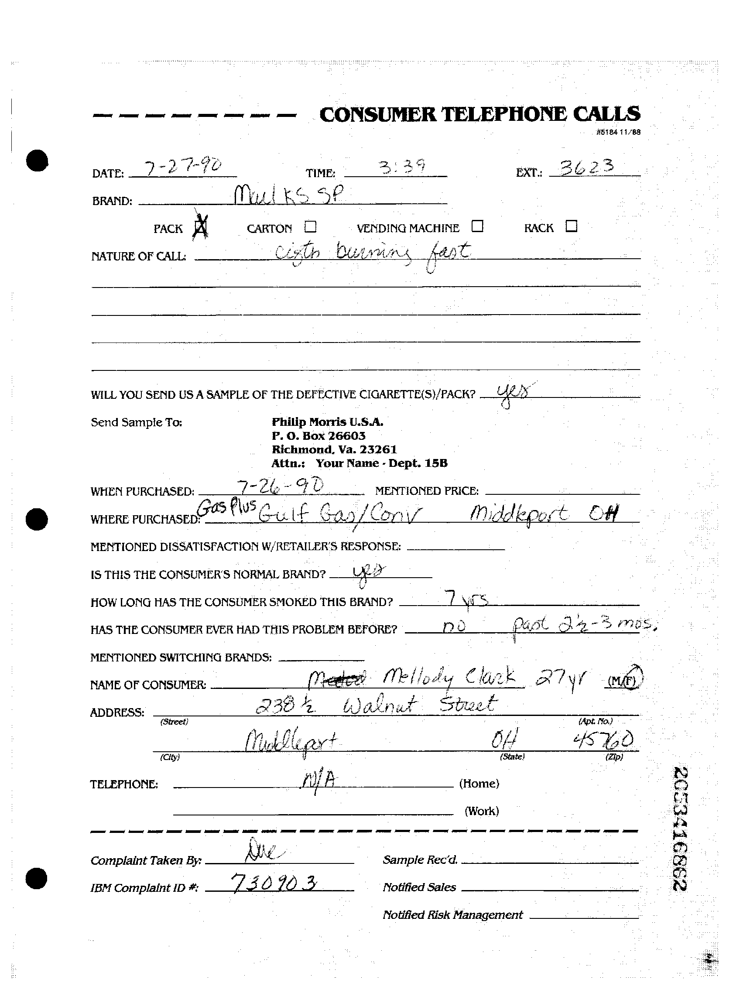 CONSUMER TELEPHONE CALLS
#5184 11/88
DATE: 7-27-90 TIME: 3:39 EXT.: 3623
BRAND: KS SP
PACK CARTON VENDING MACHINE RACK
NATURE OF CALL: burning fast
WILL YOU SEND US A SAMPLE OF THE DEFECTIVE CIGARETTE(S)/PACK? yes
Send Sample To: Philip Morris U.S.A.
P. O. Box 26603
Richmond, Va. 23261
Attn.: Your Name - Dept. 15B
WHEN PURCHASED: 7-26-90 MENTIONED PRICE:
WHERE PURCHASED: Gas Plus Gulf Gas/Conv Middleport OH
MENTIONED DISSATISFACTION W/RETAILER'S RESPONSE:
IS THIS THE CONSUMER'S NORMAL BRAND? yes
HOW LONG HAS THE CONSUMER SMOKED THIS BRAND? 7 yrs
HAS THE CONSUMER EVER HAD THIS PROBLEM BEFORE? no past 2½-3 mos.
MENTIONED SWITCHING BRANDS:
NAME OF CONSUMER: Mellody Clark 27yr (M/F)
ADDRESS: 238½ Walnut Street
(Street) (Apt. No.)
Middleport OH 45760
(City) (State) (Zip)
TELEPHONE: N/A (Home)
(Work)
Complaint Taken By: Sample Rec'd.
IBM Complaint ID #: 730903 Notified Sales
Notified Risk Management
2053416862